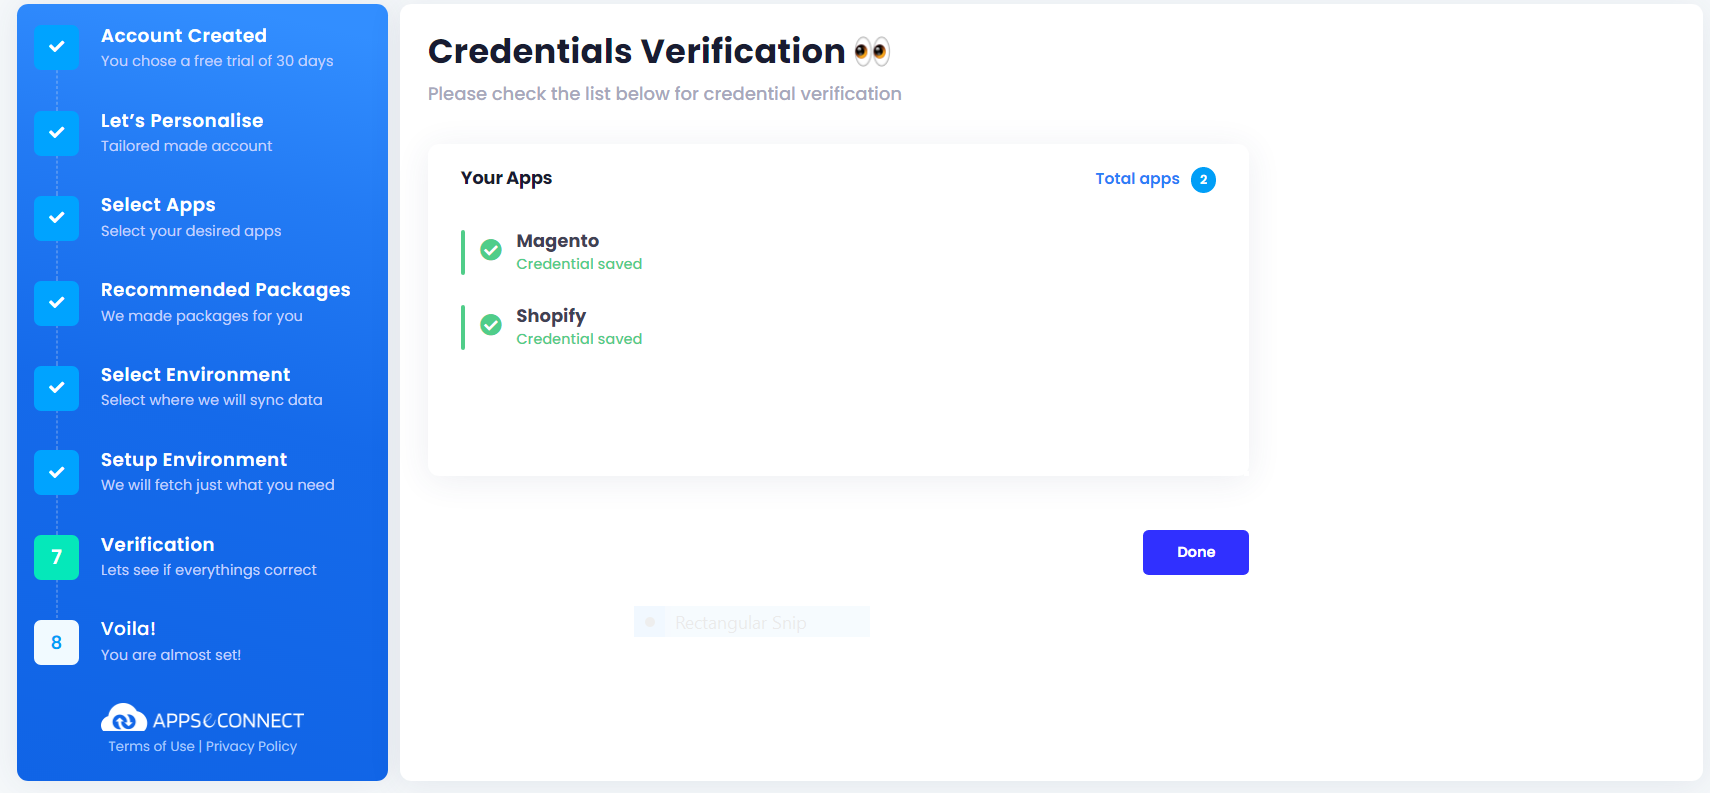 Account Created
You chose a free trial of 30 days
Let’s Personalise
Tailored made account
Select Apps
Select your desired apps
Recommended Packages
We made packages for you
Select Environment
Select where we will sync data
Setup Environment
We will fetch just what you need
7
Verification
Lets see if everythings correct
8
Voila!
You are almost set!
APPSeCONNECT
Terms of Use | Privacy Policy
Credentials Verification 👀
Please check the list below for credential verification
Your Apps
Total apps 2
Magento
Credential saved
Shopify
Credential saved
Done
Rectangular Snip